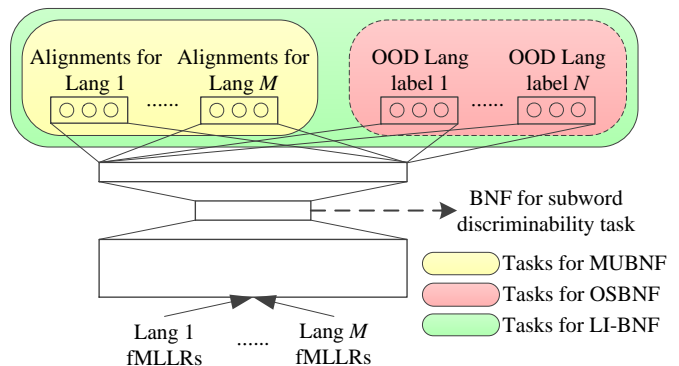 Alignments for Lang 1
Alignments for Lang M
OOD Lang label 1
OOD Lang label N
......
......
BNF for subword
discriminability task
Tasks for MUBNF
Tasks for OSBNF
Tasks for LI-BNF
Lang 1
fMLLRs
......
Lang M
fMLLRs